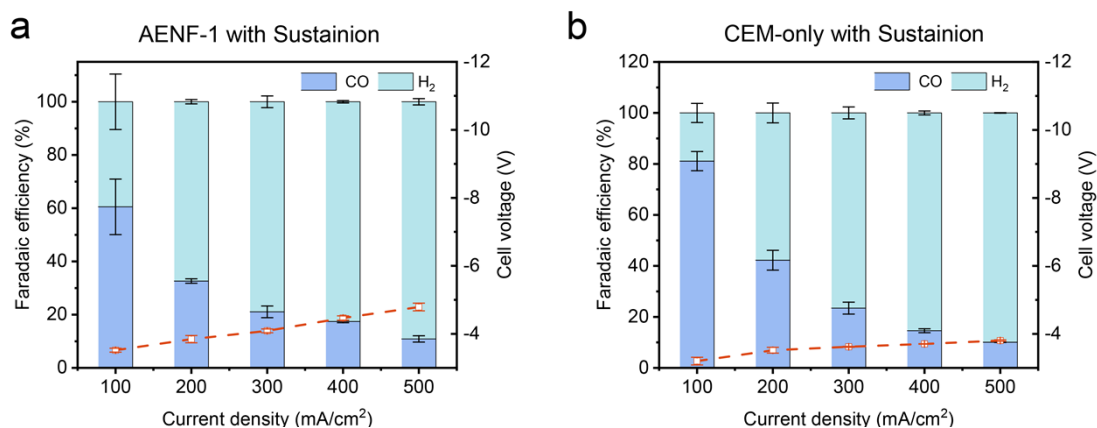 a
AENF-1 with Sustainion
CO
H₂
Faradaic efficiency (%)
100
80
60
40
20
0
-12
-10
-8
-6
-4
Cell voltage (V)
100 200 300 400 500
Current density (mA/cm²)
b
CEM-only with Sustainion
CO
H₂
Faradaic efficiency (%)
120
100
80
60
40
20
0
-12
-10
-8
-6
-4
Cell voltage (V)
100 200 300 400 500
Current density (mA/cm²)